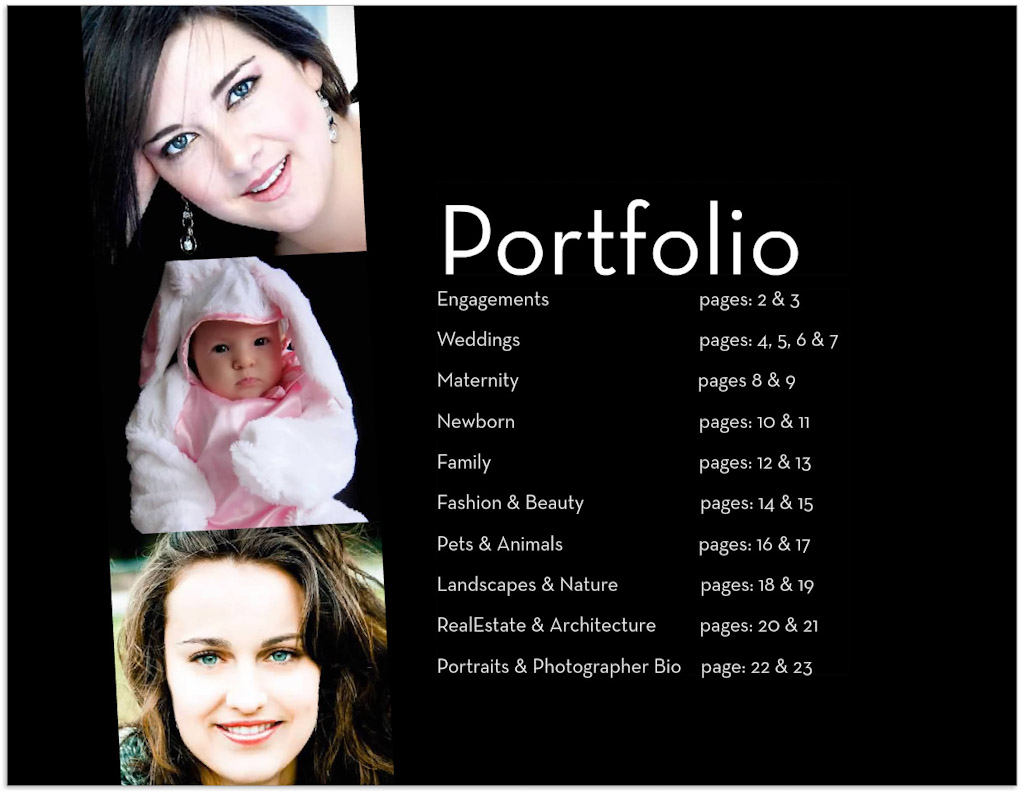 Portfolio
Engagements pages: 2 & 3
Weddings pages: 4, 5, 6 & 7
Maternity pages 8 & 9
Newborn pages: 10 & 11
Family pages: 12 & 13
Fashion & Beauty pages: 14 & 15
Pets & Animals pages: 16 & 17
Landscapes & Nature pages: 18 & 19
RealEstate & Architecture pages: 20 & 21
Portraits & Photographer Bio page: 22 & 23